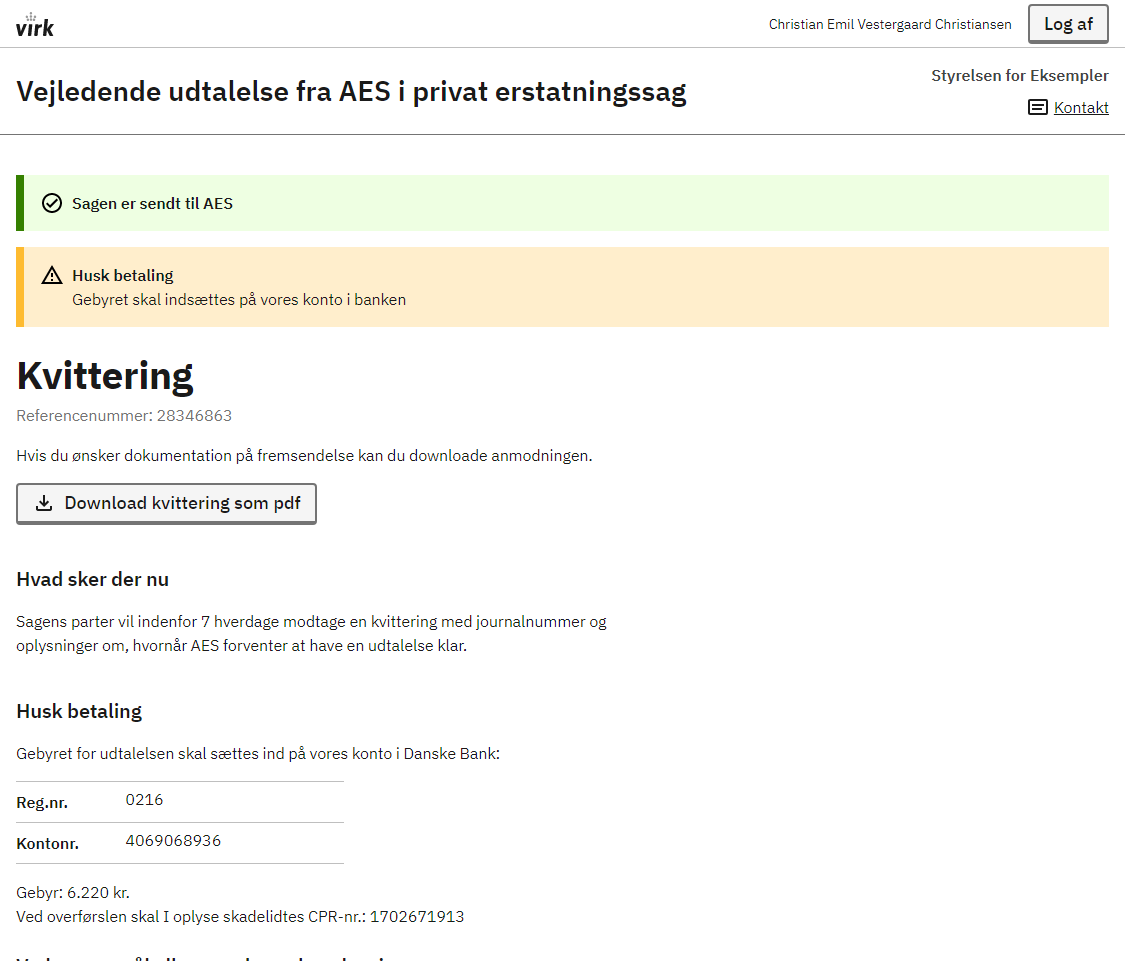 virk
Christian Emil Vestergaard Christiansen
Log af
Vejledende udtalelse fra AES i privat erstatningssag
Styrelsen for Eksempler
Kontakt
Sagen er sendt til AES
Husk betaling
Gebyret skal indsættes på vores konto i banken
Kvittering
Referencenummer: 28346863
Hvis du ønsker dokumentation på fremsendelse kan du downloade anmodningen.
Download kvittering som pdf
Hvad sker der nu
Sagens parter vil indenfor 7 hverdage modtage en kvittering med journalnummer og
oplysninger om, hvornår AES forventer at have en udtalelse klar.
Husk betaling
Gebyret for udtalelsen skal sættes ind på vores konto i Danske Bank:
Reg.nr. 0216
Kontonr. 4069068936
Gebyr: 6.220 kr.
Ved overførslen skal I oplyse skadelidtes CPR-nr.: 1702671913